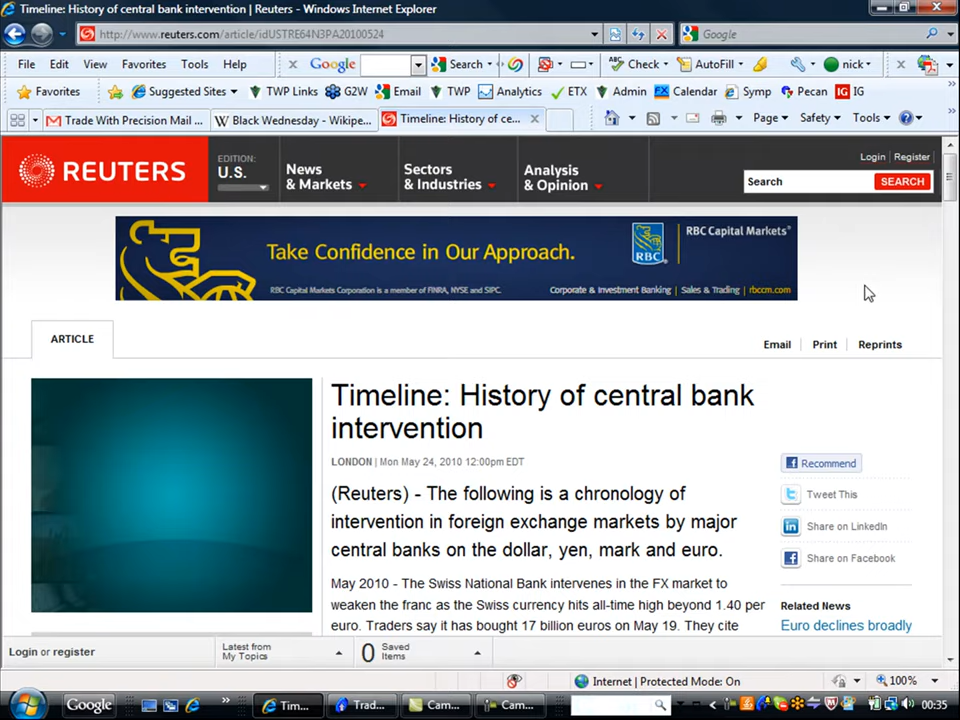 Timeline: History of central bank intervention | Reuters - Windows Internet Explorer
http://www.reuters.com/article/idUSTRE64N3PA20100524
Google
File Edit View Favorites Tools Help
Google Search Check AutoFill nick
Favorites Suggested Sites TWP Links G2W Email TWP Analytics ETX Admin Calendar Symp Pecan IG
Trade With Precision Mail ... Black Wednesday - Wikipe... Timeline: History of ce... Page Safety Tools
REUTERS
EDITION:
U.S.
News
& Markets
Sectors
& Industries
Analysis
& Opinion
Login | Register
Search SEARCH
Take Confidence in Our Approach.
RBC
RBC Capital Markets®
RBC Capital Markets Corporation is a member of FINRA, NYSE and SIPC.
Corporate & Investment Banking | Sales & Trading | rbccm.com
ARTICLE
Email | Print | Reprints
Timeline: History of central bank
intervention
LONDON | Mon May 24, 2010 12:00pm EDT
(Reuters) - The following is a chronology of
intervention in foreign exchange markets by major
central banks on the dollar, yen, mark and euro.
May 2010 - The Swiss National Bank intervenes in the FX market to
weaken the franc as the Swiss currency hits all-time high beyond 1.40 per
euro. Traders say it has bought 17 billion euros on May 19. They cite
Recommend
Tweet This
Share on LinkedIn
Share on Facebook
Related News
Euro declines broadly
Login or register
Latest from
My Topics
0 Saved
Items
Internet | Protected Mode: On
100%
Google
Tim...
Trad...
Cam...
Cam...
00:35